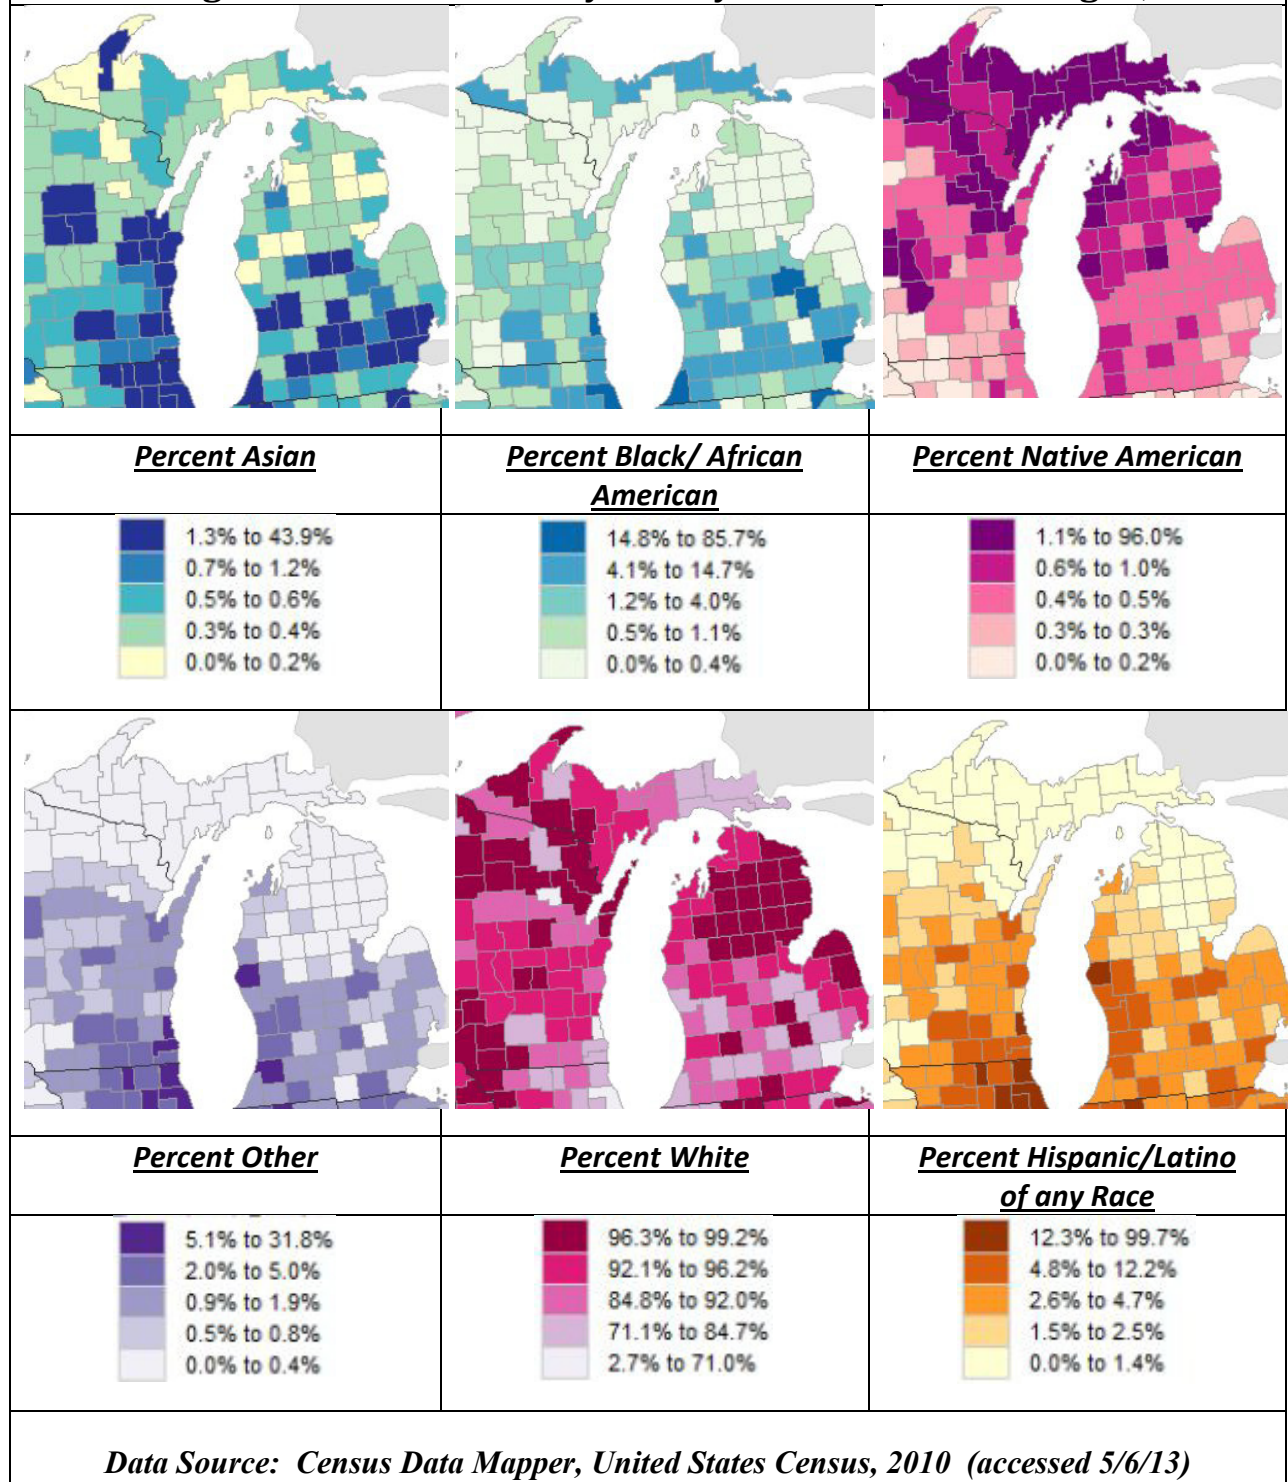 Percent Asian
Percent Black/ African
American
Percent Native American
1.3% to 43.9%
0.7% to 1.2%
0.5% to 0.6%
0.3% to 0.4%
0.0% to 0.2%
14.8% to 85.7%
4.1% to 14.7%
1.2% to 4.0%
0.5% to 1.1%
0.0% to 0.4%
1.1% to 96.0%
0.6% to 1.0%
0.4% to 0.5%
0.3% to 0.3%
0.0% to 0.2%
Percent Other
Percent White
Percent Hispanic/Latino
of any Race
5.1% to 31.8%
2.0% to 5.0%
0.9% to 1.9%
0.5% to 0.8%
0.0% to 0.4%
96.3% to 99.2%
92.1% to 96.2%
84.8% to 92.0%
71.1% to 84.7%
2.7% to 71.0%
12.3% to 99.7%
4.8% to 12.2%
2.6% to 4.7%
1.5% to 2.5%
0.0% to 1.4%
Data Source: Census Data Mapper, United States Census, 2010 (accessed 5/6/13)